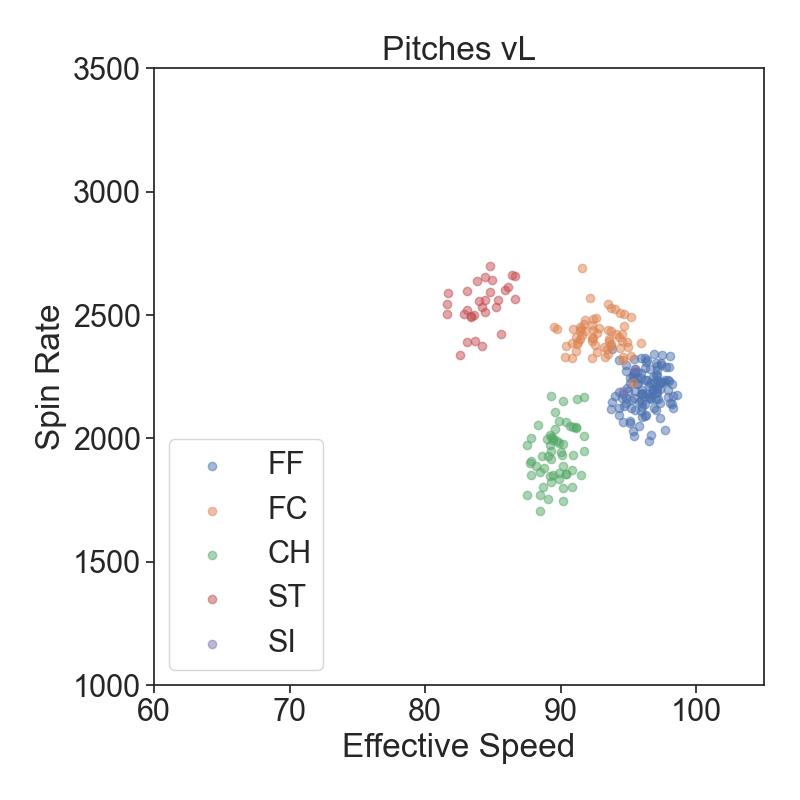 Pitches vL
3500
3000
2500
2000
1500
1000
Spin Rate
FF
FC
CH
ST
SI
60 70 80 90 100
Effective Speed